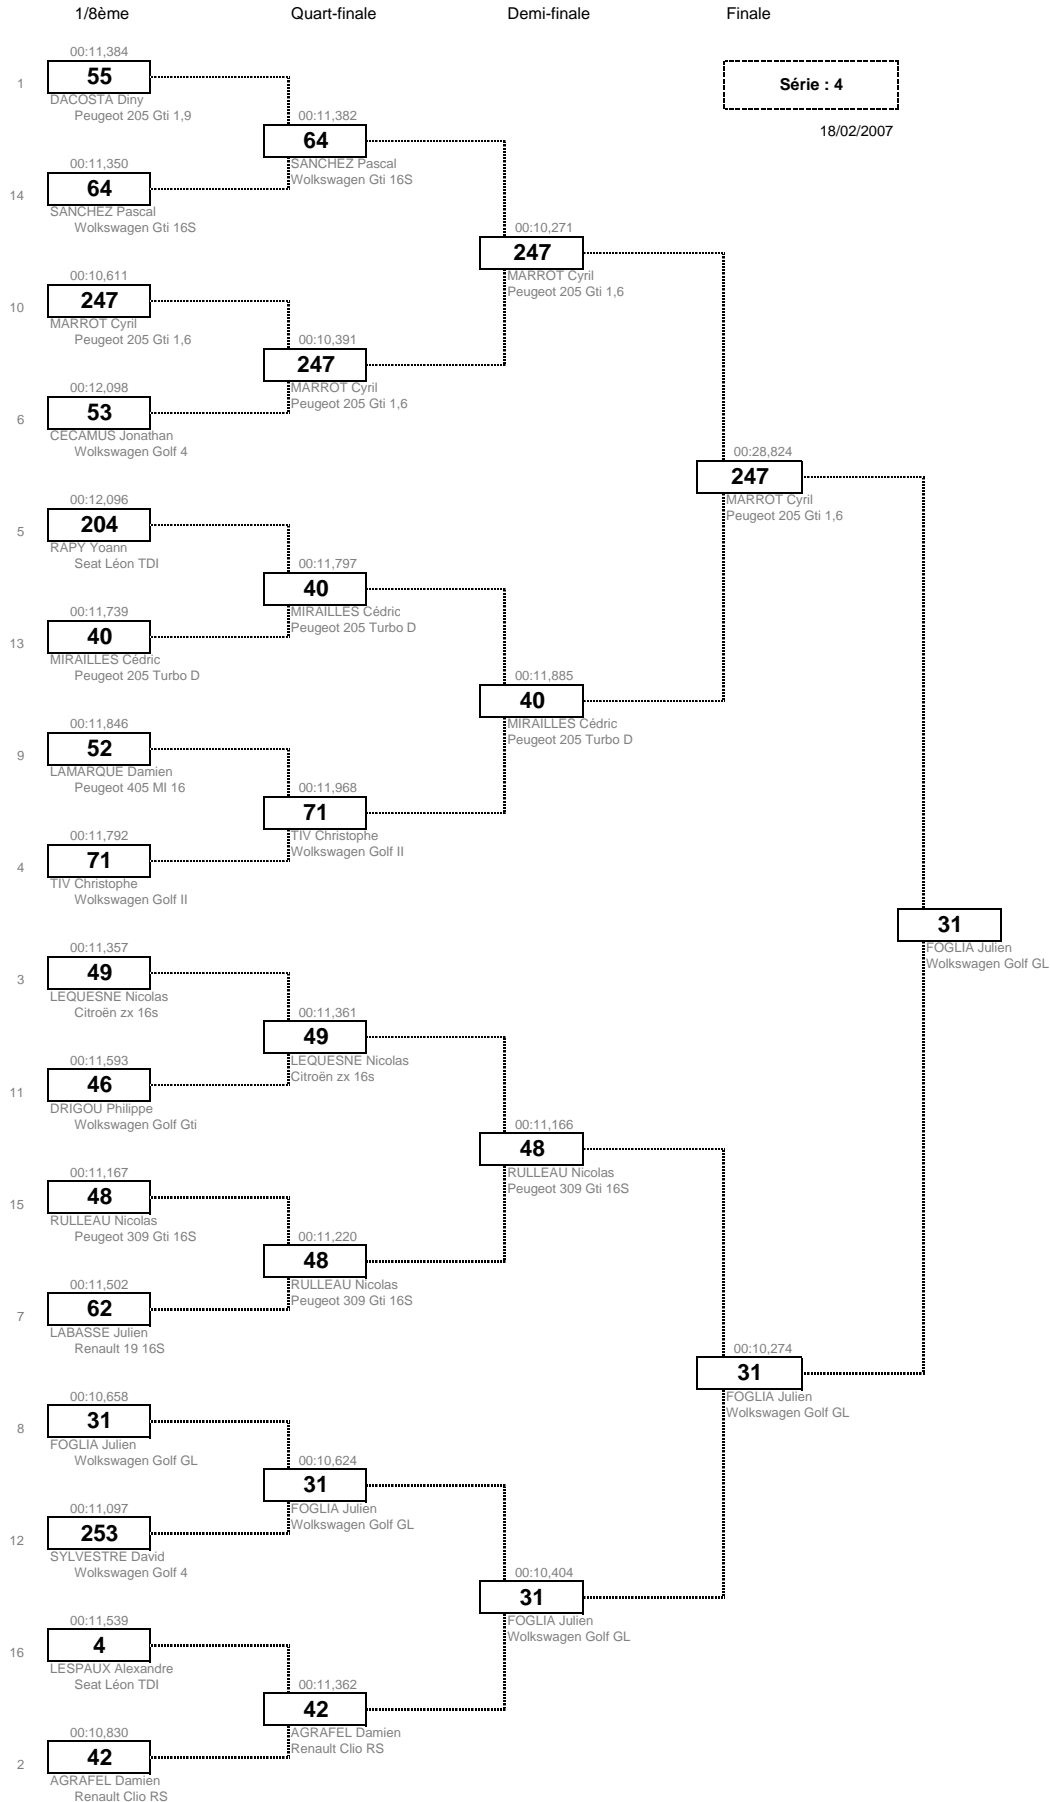 1/8ème
Quart-finale
Demi-finale
Finale
Série : 4
18/02/2007
00:11,384
1
55
DACOSTA Diny
Peugeot 205 Gti 1,9
00:11,382
64
SANCHEZ Pascal
Wolkswagen Gti 16S
00:11,350
14
64
SANCHEZ Pascal
Wolkswagen Gti 16S
00:10,271
247
MARROT Cyril
Peugeot 205 Gti 1,6
00:10,611
10
247
MARROT Cyril
Peugeot 205 Gti 1,6
00:10,391
247
MARROT Cyril
Peugeot 205 Gti 1,6
00:12,098
6
53
CECAMUS Jonathan
Wolkswagen Golf 4
00:28,824
247
MARROT Cyril
Peugeot 205 Gti 1,6
00:12,096
5
204
RAPY Yoann
Seat Léon TDI
00:11,797
40
MIRAILLES Cédric
Peugeot 205 Turbo D
00:11,739
13
40
MIRAILLES Cédric
Peugeot 205 Turbo D
00:11,885
40
MIRAILLES Cédric
Peugeot 205 Turbo D
00:11,846
9
52
LAMARQUE Damien
Peugeot 405 MI 16
00:11,968
71
TIV Christophe
Wolkswagen Golf II
00:11,792
4
71
TIV Christophe
Wolkswagen Golf II
31
FOGLIA Julien
Wolkswagen Golf GL
00:11,357
3
49
LEQUESNE Nicolas
Citroën zx 16s
00:11,361
49
LEQUESNE Nicolas
Citroën zx 16s
00:11,593
11
46
DRIGOU Philippe
Wolkswagen Golf Gti
00:11,166
48
RULLEAU Nicolas
Peugeot 309 Gti 16S
00:11,167
15
48
RULLEAU Nicolas
Peugeot 309 Gti 16S
00:11,220
48
RULLEAU Nicolas
Peugeot 309 Gti 16S
00:11,502
7
62
LABASSE Julien
Renault 19 16S
00:10,274
31
FOGLIA Julien
Wolkswagen Golf GL
00:10,658
8
31
FOGLIA Julien
Wolkswagen Golf GL
00:10,624
31
FOGLIA Julien
Wolkswagen Golf GL
00:11,097
12
253
SYLVESTRE David
Wolkswagen Golf 4
00:10,404
31
FOGLIA Julien
Wolkswagen Golf GL
00:11,539
16
4
LESPAUX Alexandre
Seat Léon TDI
00:11,362
42
AGRAFEL Damien
Renault Clio RS
00:10,830
2
42
AGRAFEL Damien
Renault Clio RS